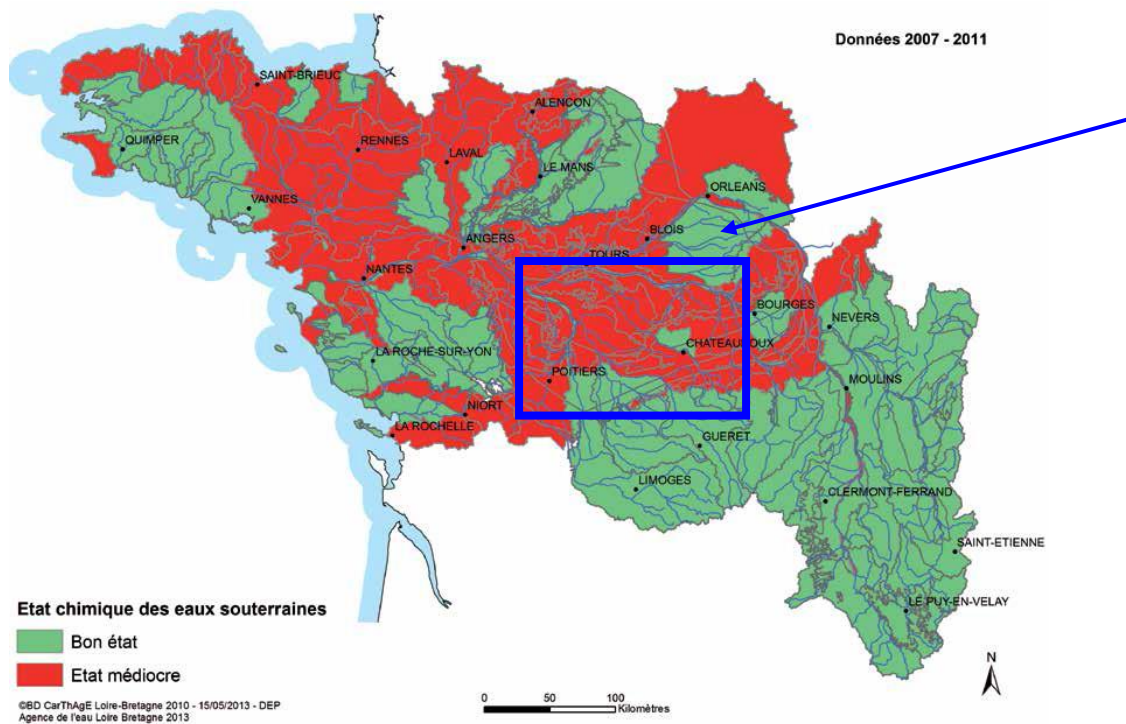 Données 2007 - 2011
SAINT-BRIEUC
ALENCON
QUIMPER
RENNES
LAVAL
LE MANS
ORLEANS
VANNES
BLOIS
ANGERS
TOURS
NANTES
BOURGES
NEVERS
CHATEAUROUX
LA ROCHE-SUR-YON
POITIERS
MOULINS
NIORT
LA ROCHELLE
GUERET
LIMOGES
CLERMONT-FERRAND
SAINT-ETIENNE
LE PUY-EN-VELAY
Etat chimique des eaux souterraines
Bon état
Etat médiocre
N
0 50 100
Kilomètres
©BD CarThAgE Loire-Bretagne 2010 - 15/05/2013 - DEP
Agence de l'eau Loire Bretagne 2013